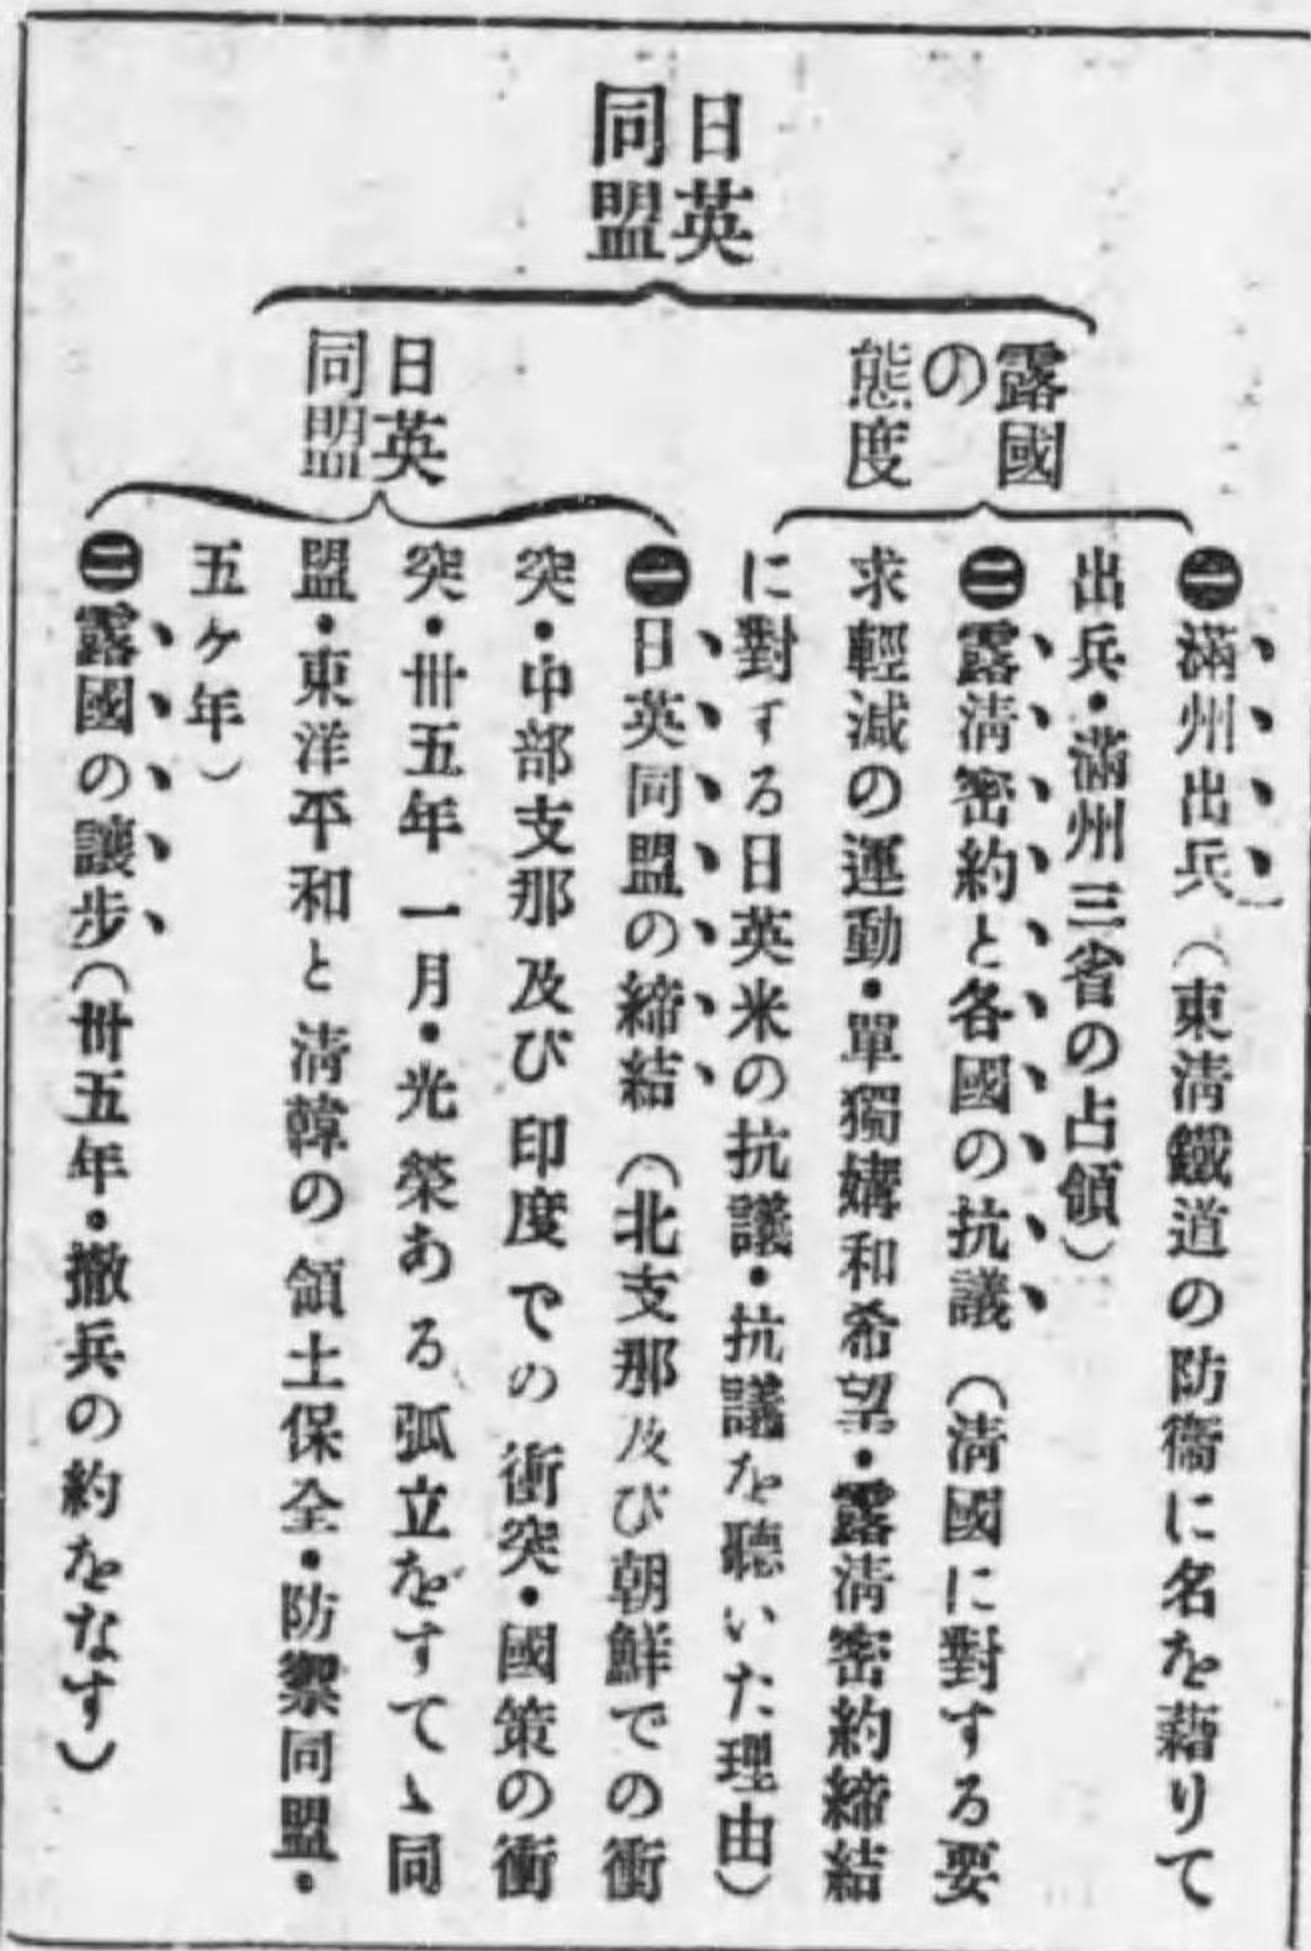 日英
同盟
露國
の
態度
㊀滿州出兵（東淸鐵道の防衞に名を藉りて
出兵・滿州三省の占領）
㊁露淸密約と各國の抗議（淸國に對する要
求輕減の運動・單獨媾和希望・露淸密約締結
に對する日英米の抗議・抗議を聽いた理由）
日英
同盟
㊀日英同盟の締結（北支那及び朝鮮での衝
突・中部支那及び印度での衝突・國策の衝
突・卅五年一月・光榮ある弧立をすてゝ同
盟・東洋平和と淸韓の領土保全・防禦同盟・
五ヶ年）
㊁露國の讓步（卅五年・撤兵の約をなす）